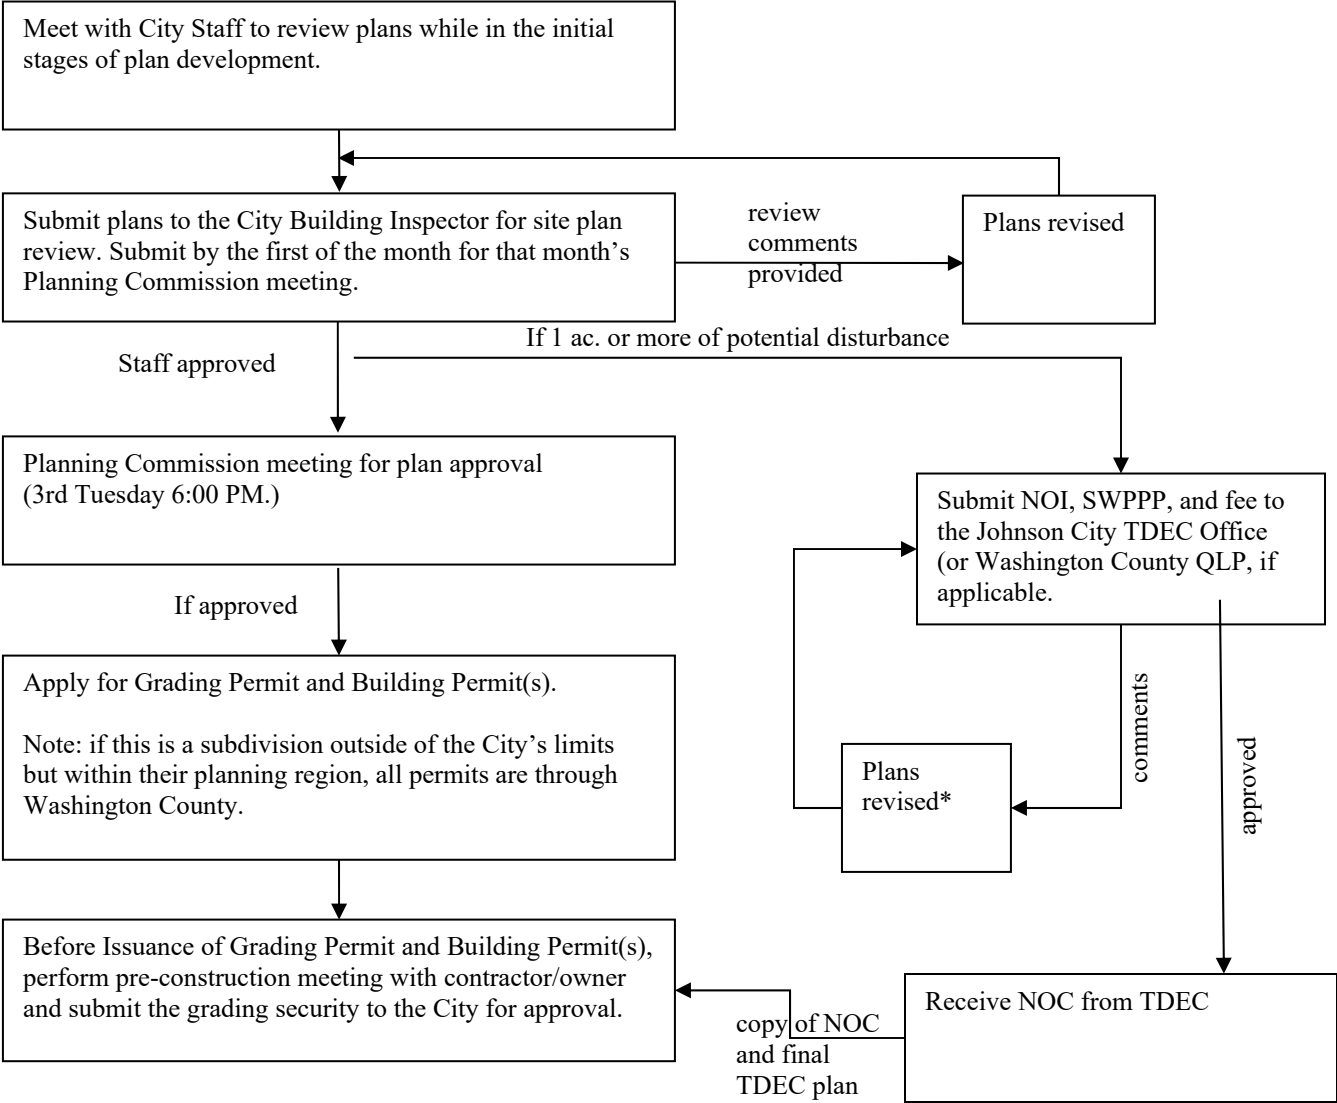 Meet with City Staff to review plans while in the initial
stages of plan development.
Submit plans to the City Building Inspector for site plan
review. Submit by the first of the month for that month’s
Planning Commission meeting.
review
comments
provided
Plans revised
If 1 ac. or more of potential disturbance
Staff approved
Planning Commission meeting for plan approval
(3rd Tuesday 6:00 PM.)
Submit NOI, SWPPP, and fee to
the Johnson City TDEC Office
(or Washington County QLP, if
applicable.
If approved
Apply for Grading Permit and Building Permit(s).
Note: if this is a subdivision outside of the City’s limits
but within their planning region, all permits are through
Washington County.
comments
approved
Plans
revised*
Before Issuance of Grading Permit and Building Permit(s),
perform pre-construction meeting with contractor/owner
and submit the grading security to the City for approval.
copy of NOC
and final
TDEC plan
Receive NOC from TDEC